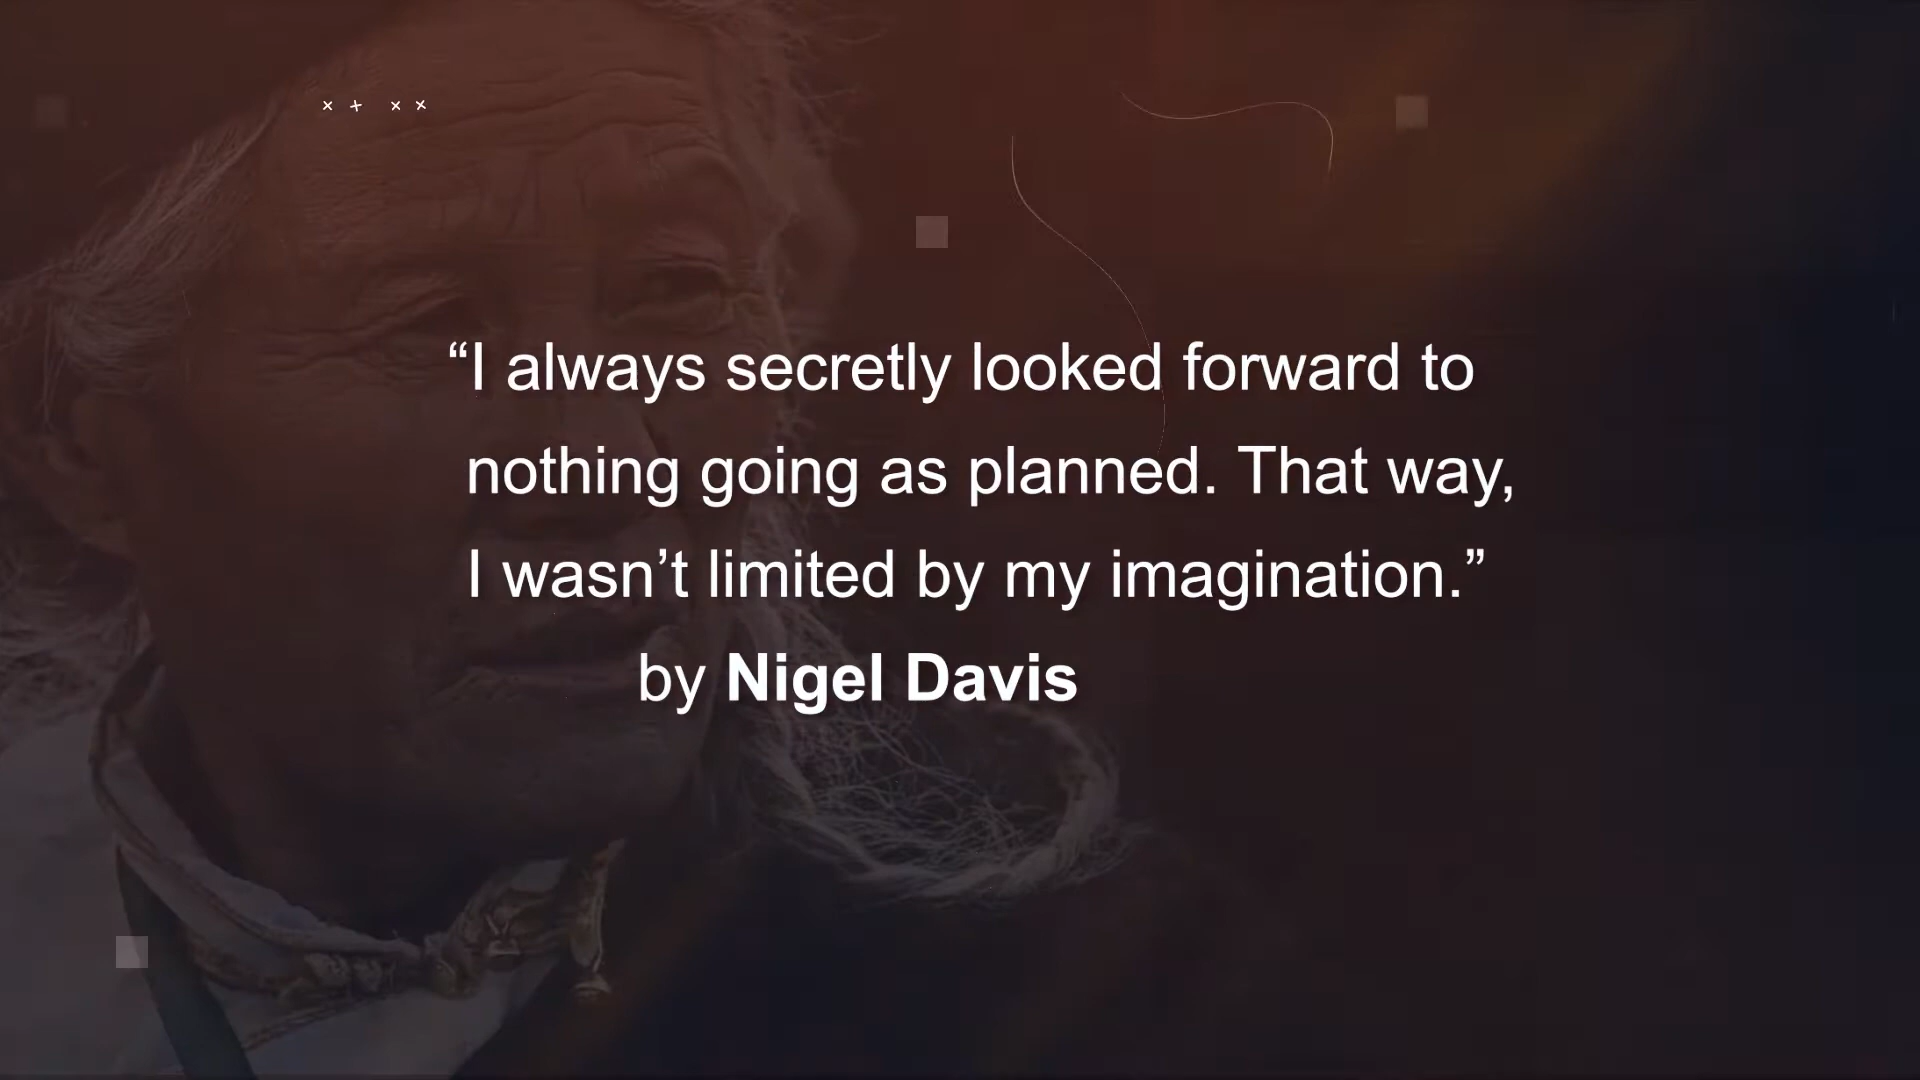 “I always secretly looked forward to
nothing going as planned. That way,
I wasn’t limited by my imagination.”
by Nigel Davis